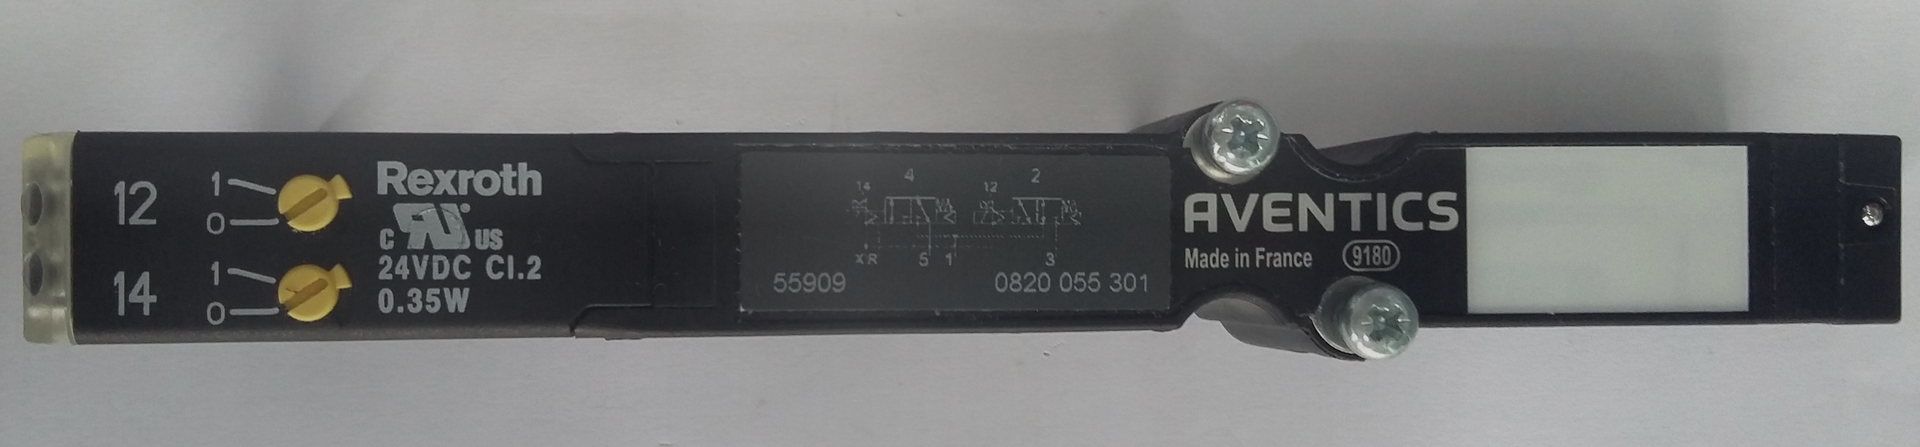 12
1
0
14
1
0
Rexroth
C US
24VDC Cl.2
0.35W
14 4 12 2
X R 5 1 3
55909 0820 055 301
AVENTICS
Made in France 9180